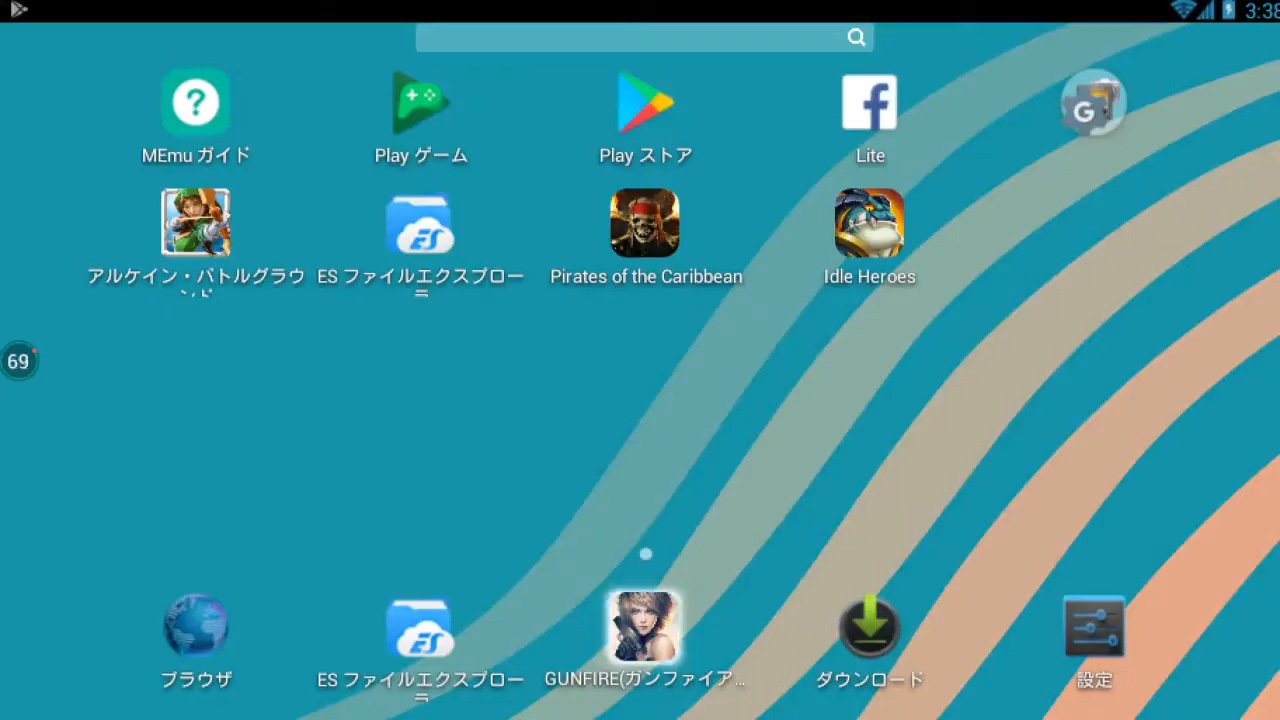 3:38
MEmu ガイド
Play ゲーム
Play ストア
Lite
G
アルケイン・バトルグラウ
ンド
ES ファイルエクスプロー
Pirates of the Caribbean
Idle Heroes
69
ブラウザ
ES ファイルエクスプロー
GUNFIRE(ガンファイア...
ダウンロード
設定